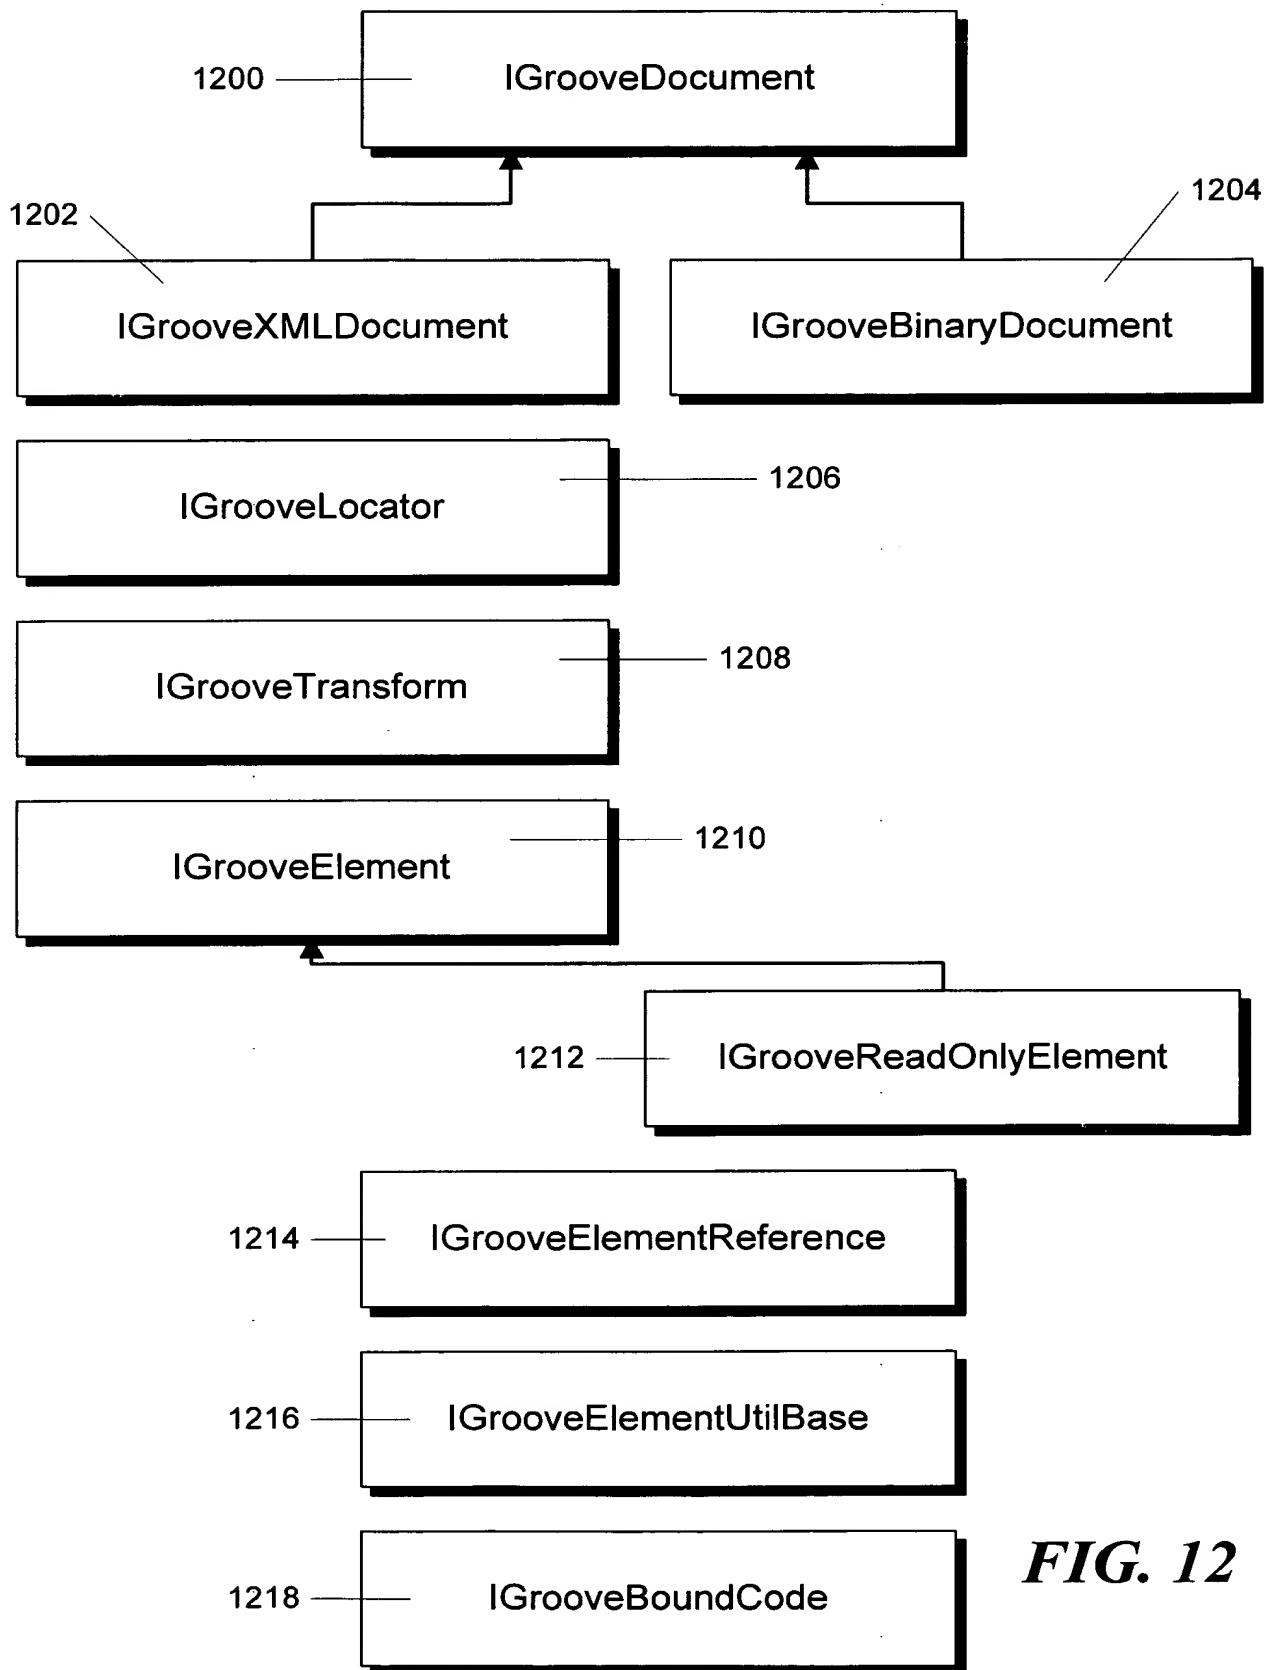 1200
IGrooveDocument
1202
1204
IGrooveXMLDocument
IGrooveBinaryDocument
IGrooveLocator
1206
IGrooveTransform
1208
IGrooveElement
1210
1212
IGrooveReadOnlyElement
1214
IGrooveElementReference
1216
IGrooveElementUtilBase
1218
IGrooveBoundCode
FIG. 12